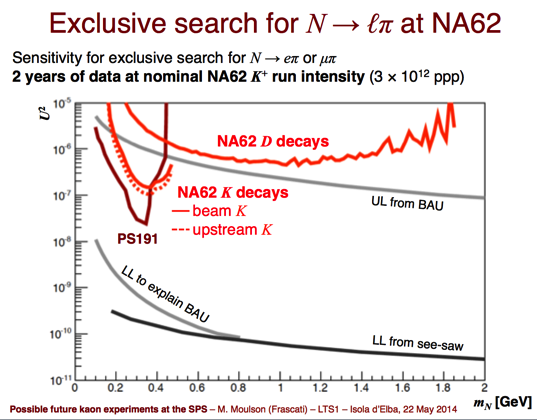 Exclusive search for N → ℓπ at NA62
Sensitivity for exclusive search for N → eπ or μπ
2 years of data at nominal NA62 K⁺ run intensity (3 × 10¹² ppp)
U²
10⁻⁵
10⁻⁶
10⁻⁷
10⁻⁸
10⁻⁹
10⁻¹⁰
10⁻¹¹
NA62 D decays
NA62 K decays
beam K
upstream K
UL from BAU
PS191
LL to explain BAU
LL from see-saw
0 0.2 0.4 0.6 0.8 1 1.2 1.4 1.6 1.8 2
m_N [GeV]
Possible future kaon experiments at the SPS – M. Moulson (Frascati) – LTS1 – Isola d'Elba, 22 May 2014